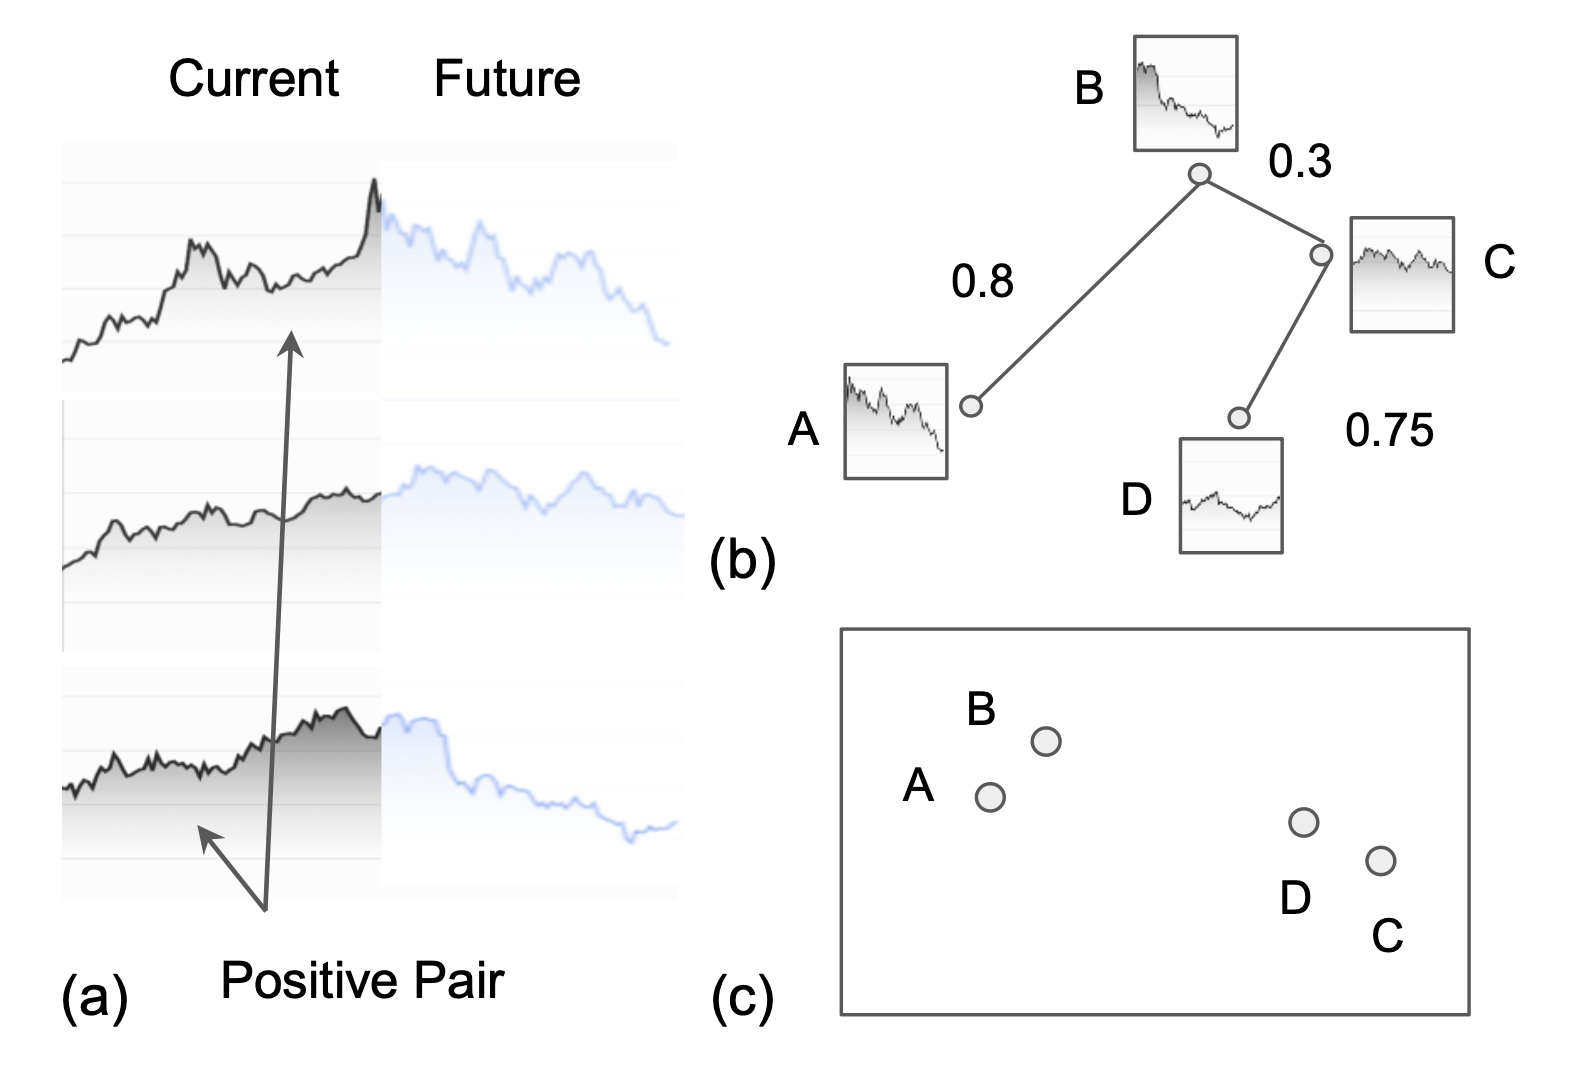 Current
Future
Positive Pair
(a)
B
0.3
C
0.8
A
D
0.75
(b)
B
A
D
C
(c)